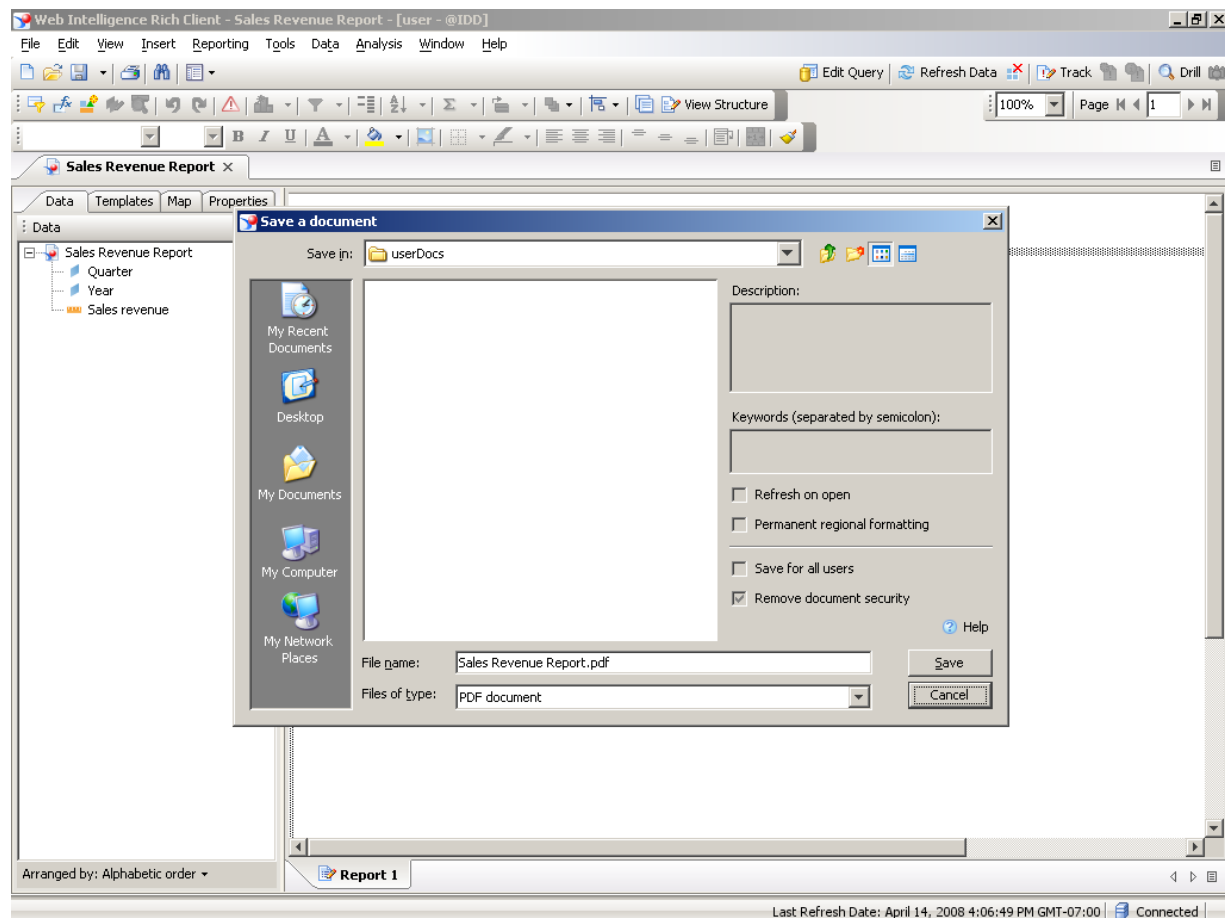 Web Intelligence Rich Client - Sales Revenue Report - [user - @IDD]
File Edit View Insert Reporting Tools Data Analysis Window Help
Edit Query Refresh Data Track Drill
View Structure 100% Page 1
B I U A
Sales Revenue Report
Data Templates Map Properties
Data
Sales Revenue Report
Quarter
Year
Sales revenue
Save a document
Save in: userDocs
My Recent
Documents
Desktop
My Documents
My Computer
My Network
Places
Description:
Keywords (separated by semicolon):
Refresh on open
Permanent regional formatting
Save for all users
Remove document security
Help
File name: Sales Revenue Report.pdf Save
Files of type: PDF document Cancel
Arranged by: Alphabetic order
Report 1
Last Refresh Date: April 14, 2008 4:06:49 PM GMT-07:00 Connected